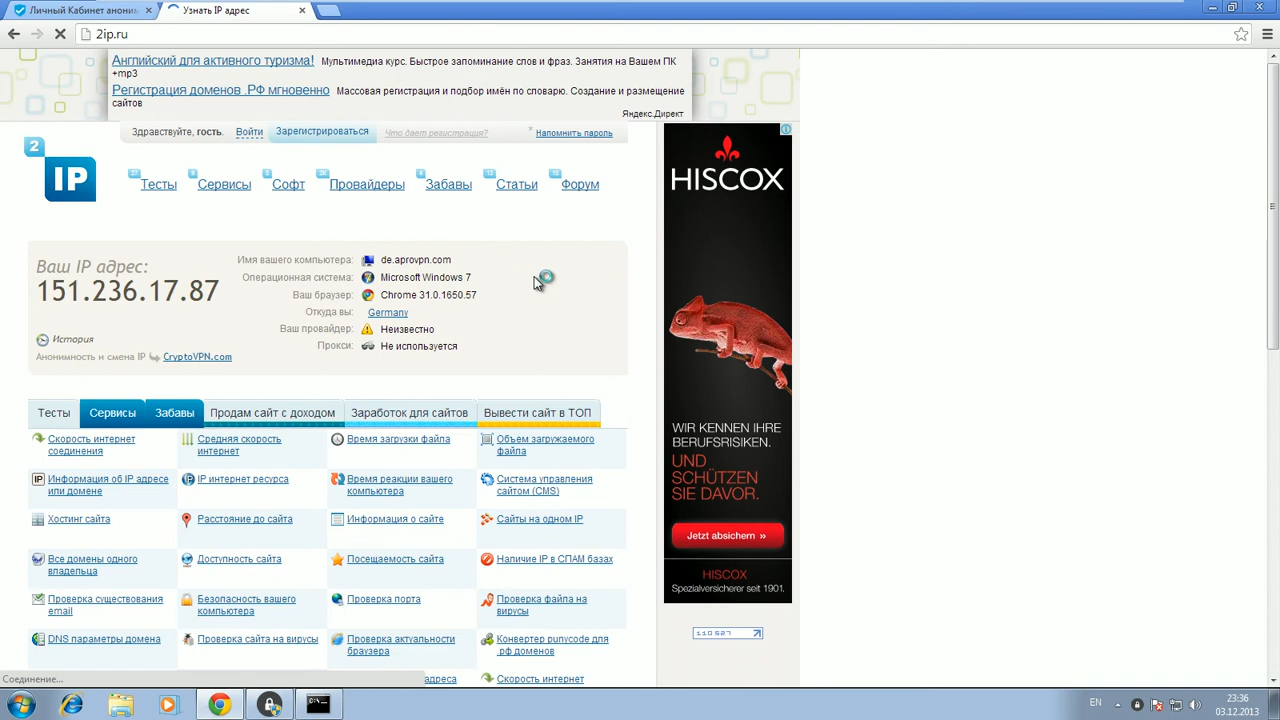 Личный Кабинет аноним
Узнать IP адрес
2ip.ru
Английский для активного туризма! Мультимедиа курс. Быстрое запоминание слов и фраз. Занятия на Вашем ПК
+mp3
Регистрация доменов .РФ мгновенно Массовая регистрация и подбор имён по словарю. Создание и размещение
сайтов
Яндекс.Директ
Здравствуйте, гость. Войти Зарегистрироваться Что дает регистрация? * Напомнить пароль
2
IP
Тесты Сервисы Софт Провайдеры Забавы Статьи Форум
Ваш IP адрес:
151.236.17.87
История
Анонимность и смена IP CryptoVPN.com
Имя вашего компьютера: de.aprovpn.com
Операционная система: Microsoft Windows 7
Ваш браузер: Chrome 31.0.1650.57
Откуда вы: Germany
Ваш провайдер: Неизвестно
Прокси: Не используется
Тесты Сервисы Забавы Продам сайт с доходом Заработок для сайтов Вывести сайт в ТОП
Скорость интернет
соединения
Средняя скорость
интернет
Время загрузки файла
Объем загружаемого
файла
Информация об IP адресе
или домене
IP интернет ресурса
Время реакции вашего
компьютера
Система управления
сайтом (CMS)
Хостинг сайта
Расстояние до сайта
Информация о сайте
Сайты на одном IP
Все домены одного
владельца
Доступность сайта
Посещаемость сайта
Наличие IP в СПАМ базах
Проверка существования
email
Безопасность вашего
компьютера
Проверка порта
Проверка файла на
вирусы
DNS параметры домена
Проверка сайта на вирусы
Проверка актуальности
браузера
Конвертер punycode для
.рф доменов
адреса
Скорость интернет
HISCOX
WIR KENNEN IHRE
BERUFSRISIKEN.
UND
SCHÜTZEN
SIE DAVOR.
Jetzt absichern »
HISCOX
Spezialversicherer seit 1901.
110 527
Соединение...
EN
23:36
03.12.2013